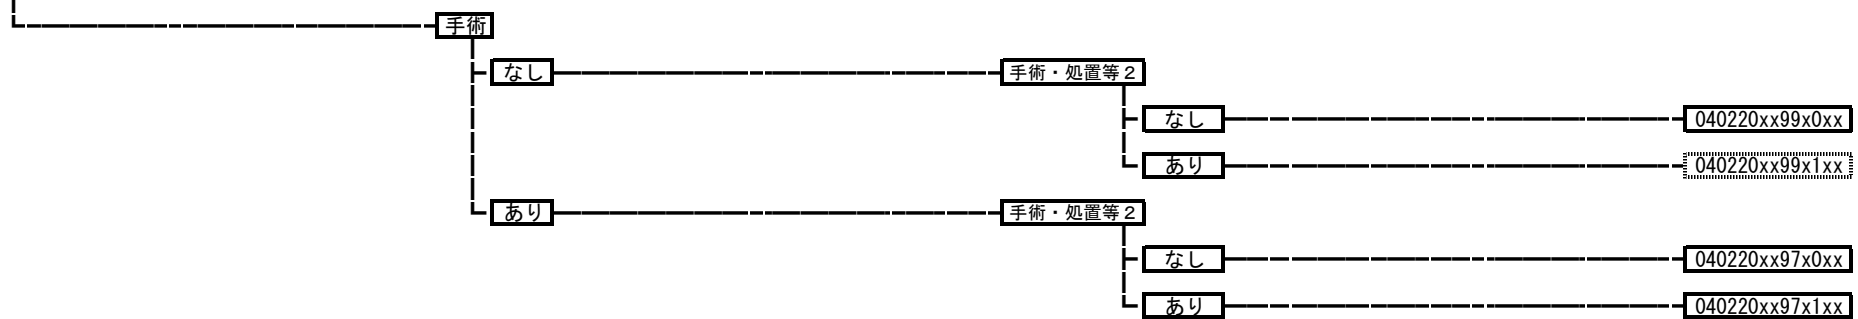 手術
なし 手術・処置等２
なし 040220xx99x0xx
あり 040220xx99x1xx
あり 手術・処置等２
なし 040220xx97x0xx
あり 040220xx97x1xx